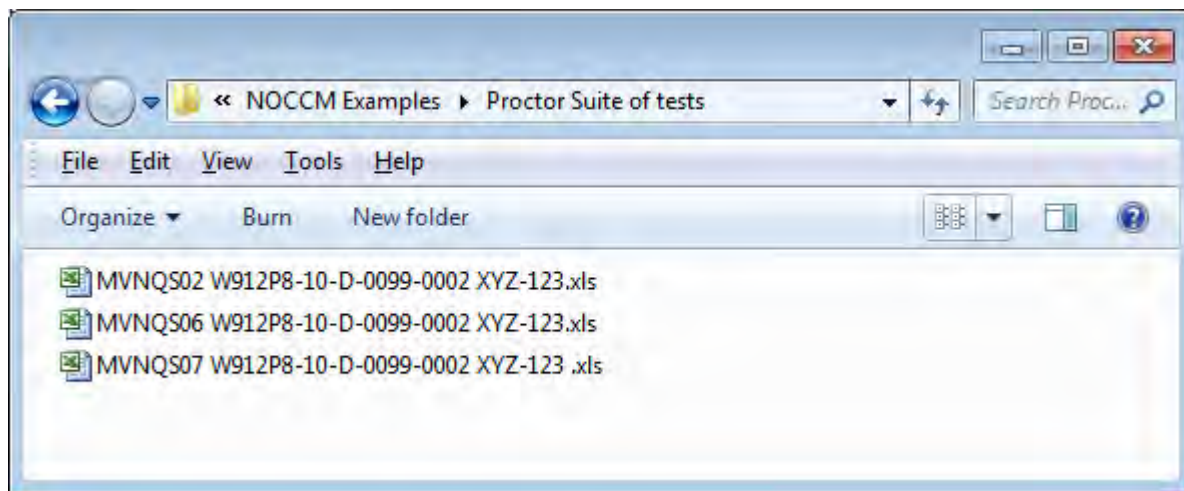 « NOCCM Examples ▸ Proctor Suite of tests Search Proc...
File Edit View Tools Help
Organize ▾ Burn New folder
MVNQS02 W912P8-10-D-0099-0002 XYZ-123.xls
MVNQS06 W912P8-10-D-0099-0002 XYZ-123.xls
MVNQS07 W912P8-10-D-0099-0002 XYZ-123 .xls